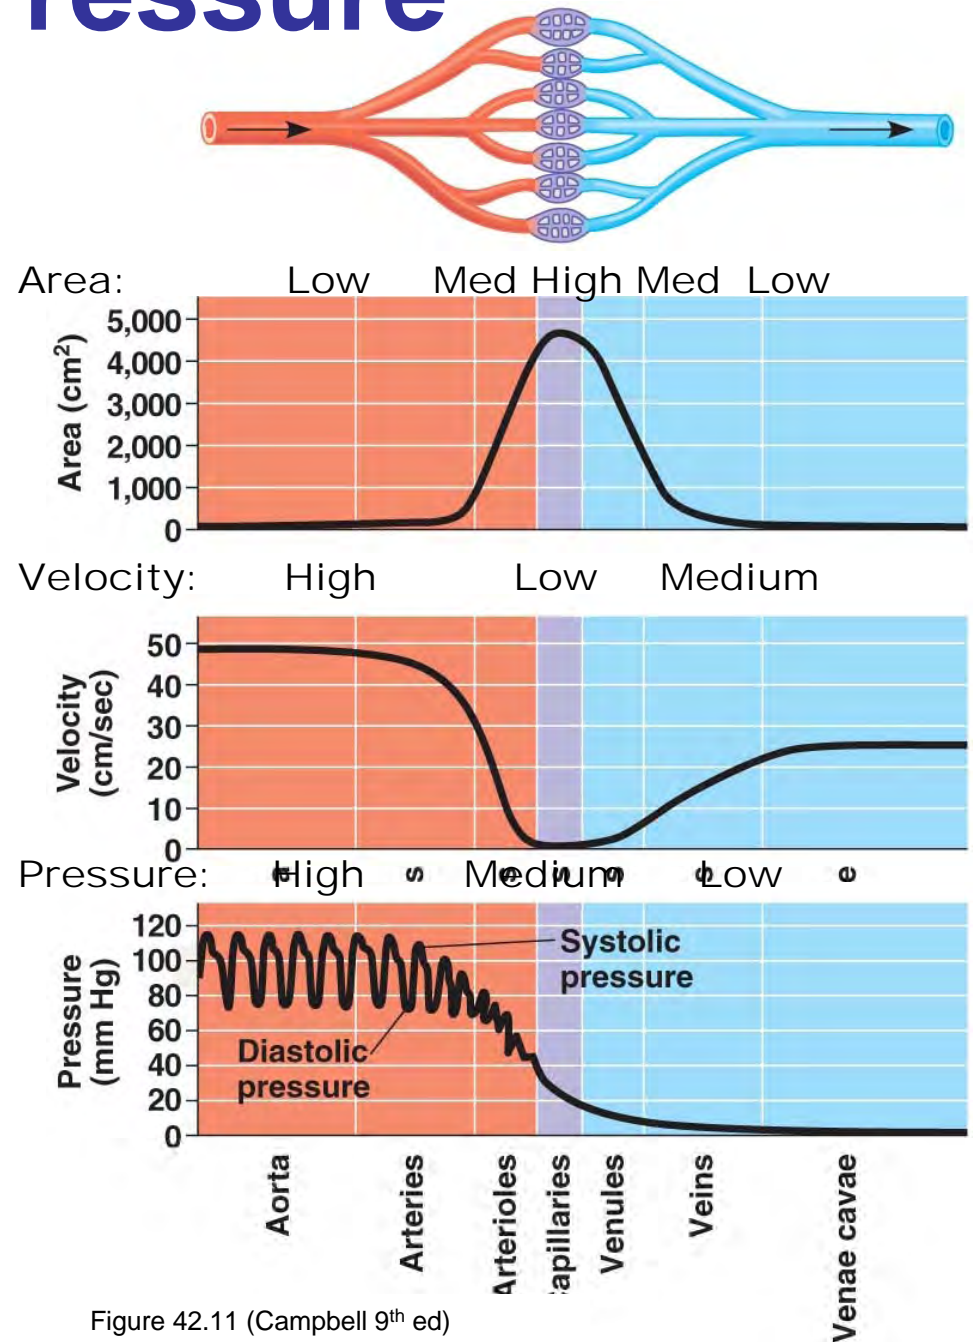 ressure
Area: Low Med High Med Low
Area (cm²)
5,000
4,000
3,000
2,000
1,000
0
Velocity: High Low Medium
Velocity
(cm/sec)
50
40
30
20
10
0
Pressure: High Medium Low
Pressure
(mm Hg)
120
100
80
60
40
20
0
Systolic
pressure
Diastolic
pressure
Aorta
Arteries
Arterioles
apillaries
Venules
Veins
Venae cavae
Figure 42.11 (Campbell 9th ed)